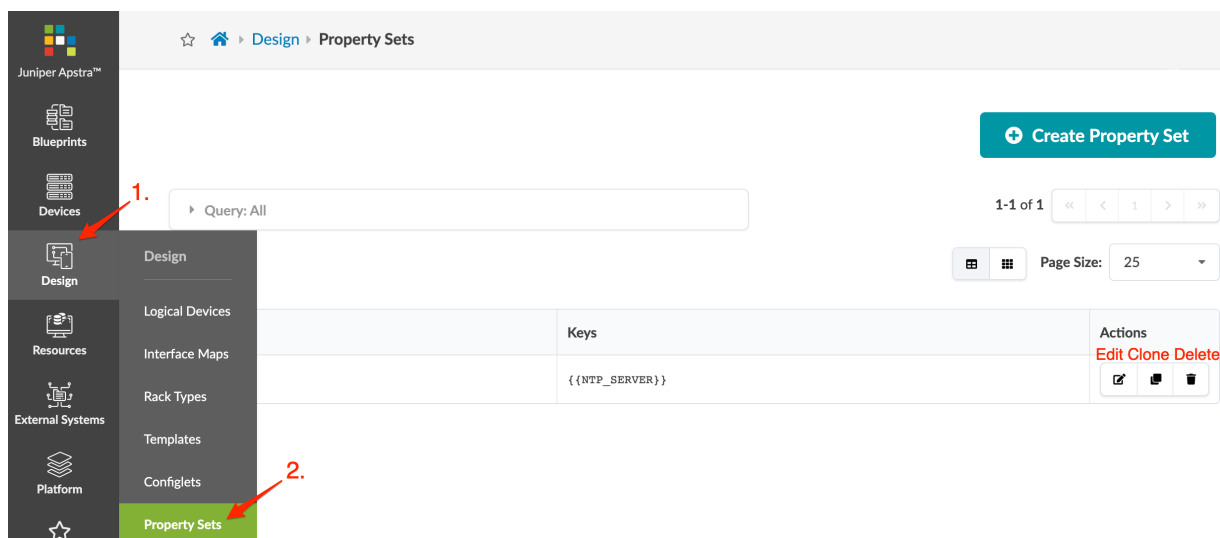 Juniper Apstra™
Blueprints
Devices
Design
Resources
External Systems
Platform
Design
Logical Devices
Interface Maps
Rack Types
Templates
Configlets
Property Sets
1.
2.
Design Property Sets
Create Property Set
Query: All
1-1 of 1 « < 1 > »
Page Size: 25
Keys Actions
Edit Clone Delete
{{NTP_SERVER}}